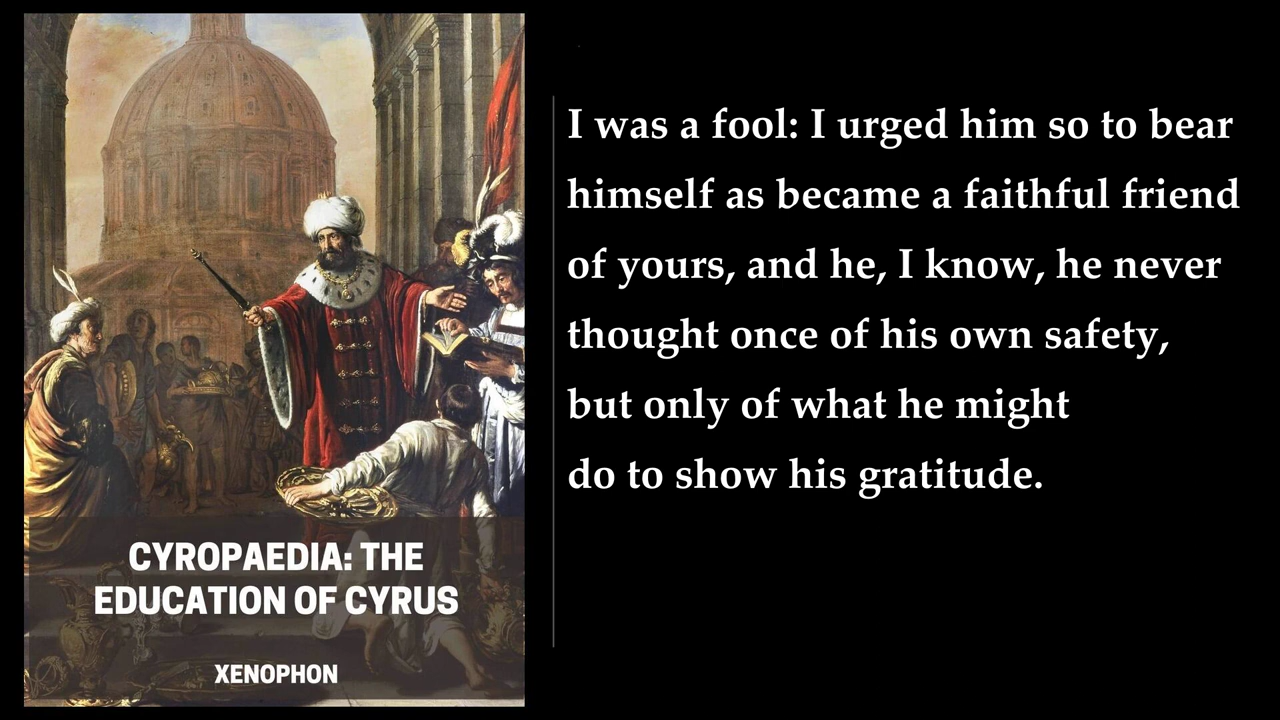 I was a fool: I urged him so to bear
himself as became a faithful friend
of yours, and he, I know, he never
thought once of his own safety,
but only of what he might
do to show his gratitude.
CYROPAEDIA: THE
EDUCATION OF CYRUS
XENOPHON